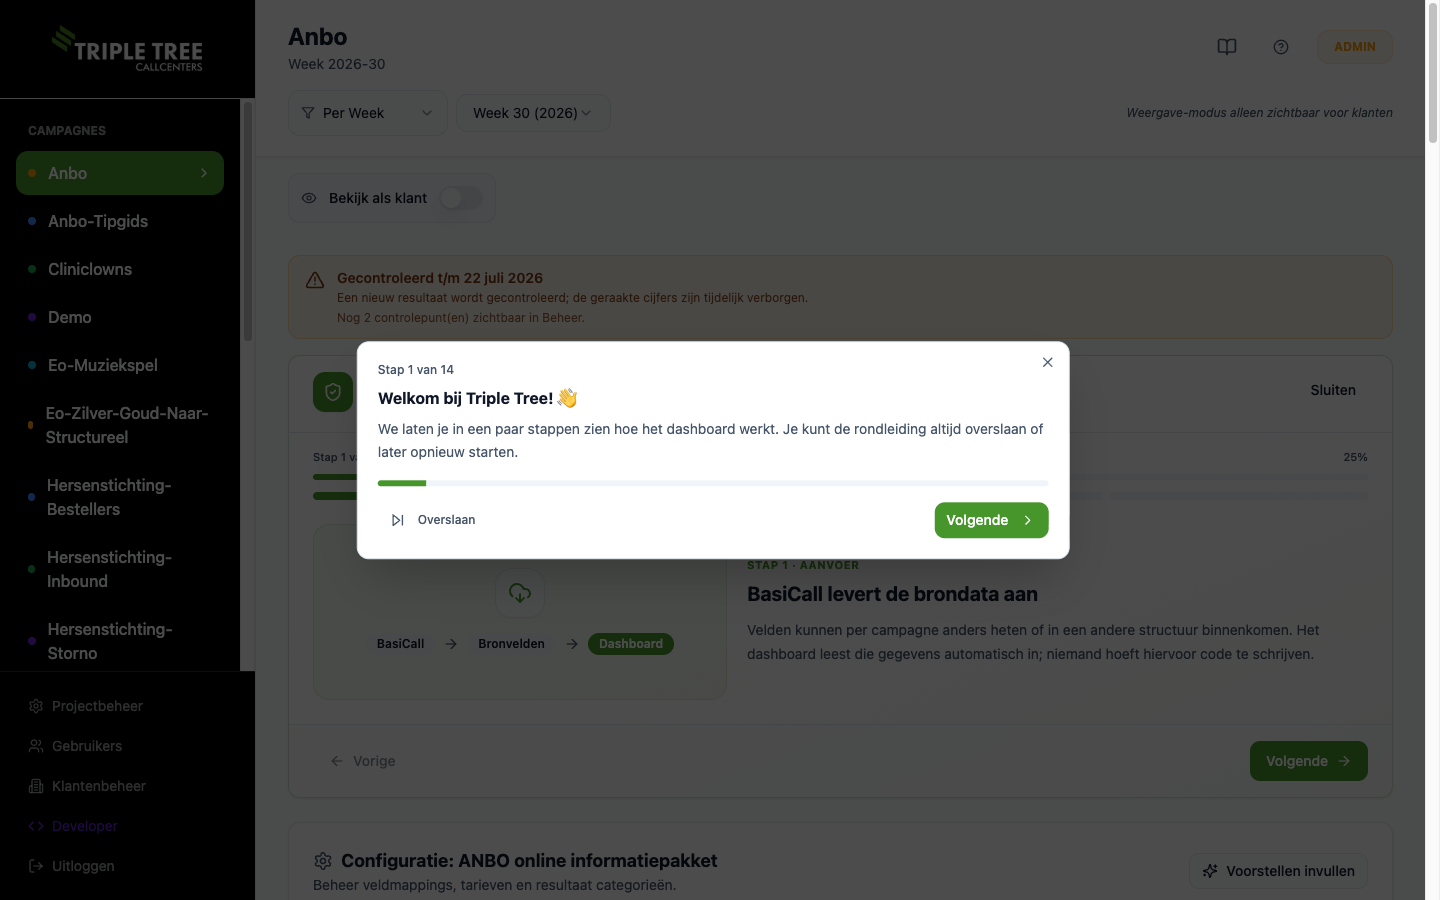 TRIPLE TREE
CALLCENTERS
CAMPAGNES
Anbo
Anbo-Tipgids
Cliniclowns
Demo
Eo-Muziekspel
Eo-Zilver-Goud-Naar-
Structureel
Hersenstichting-
Bestellers
Hersenstichting-
Inbound
Hersenstichting-
Storno
Projectbeheer
Gebruikers
Klantenbeheer
Developer
Uitloggen
Anbo
Week 2026-30
ADMIN
Per Week
Week 30 (2026)
Weergave-modus alleen zichtbaar voor klanten
Bekijk als klant
Gecontroleerd t/m 22 juli 2026
Een nieuw resultaat wordt gecontroleerd; de geraakte cijfers zijn tijdelijk verborgen.
Nog 2 controlepunt(en) zichtbaar in Beheer.
Sluiten
Stap 1 v
25%
Stap 1 van 14
Welkom bij Triple Tree! 👋
We laten je in een paar stappen zien hoe het dashboard werkt. Je kunt de rondleiding altijd overslaan of
later opnieuw starten.
Overslaan
Volgende
BasiCall
Bronvelden
Dashboard
STAP 1 · AANVOER
BasiCall levert de brondata aan
Velden kunnen per campagne anders heten of in een andere structuur binnenkomen. Het
dashboard leest die gegevens automatisch in; niemand hoeft hiervoor code te schrijven.
Vorige
Volgende
Configuratie: ANBO online informatiepakket
Beheer veldmappings, tarieven en resultaat categorieën.
Voorstellen invullen